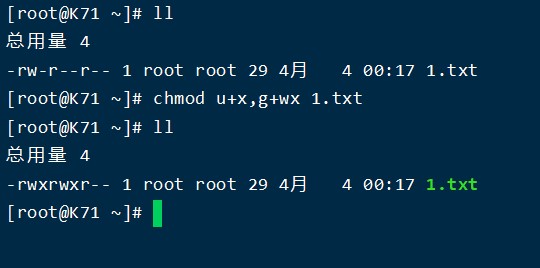 [root@K71 ~]# ll
总用量 4
-rw-r--r-- 1 root root 29 4月   4 00:17 1.txt
[root@K71 ~]# chmod u+x,g+wx 1.txt
[root@K71 ~]# ll
总用量 4
-rwxrwxr-- 1 root root 29 4月   4 00:17 1.txt
[root@K71 ~]#